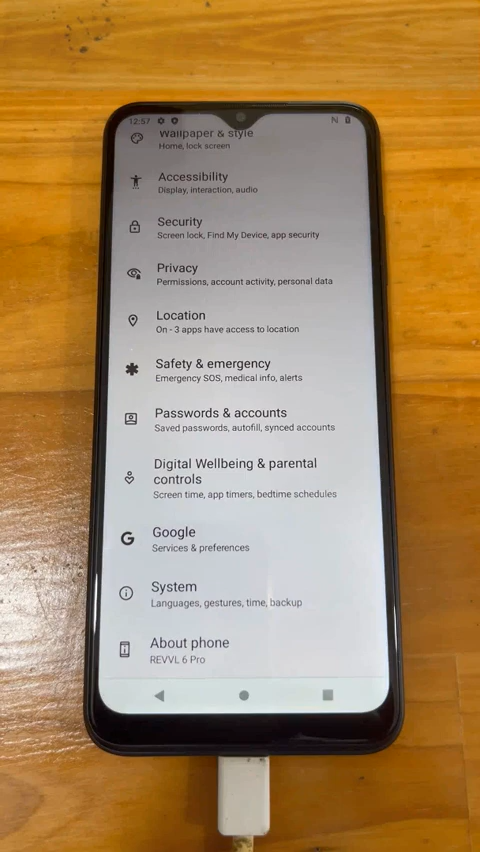 12:57 N
Wallpaper & style
Home, lock screen
Accessibility
Display, interaction, audio
Security
Screen lock, Find My Device, app security
Privacy
Permissions, account activity, personal data
Location
On - 3 apps have access to location
Safety & emergency
Emergency SOS, medical info, alerts
Passwords & accounts
Saved passwords, autofill, synced accounts
Digital Wellbeing & parental
controls
Screen time, app timers, bedtime schedules
G Google
Services & preferences
System
Languages, gestures, time, backup
About phone
REVVL 6 Pro